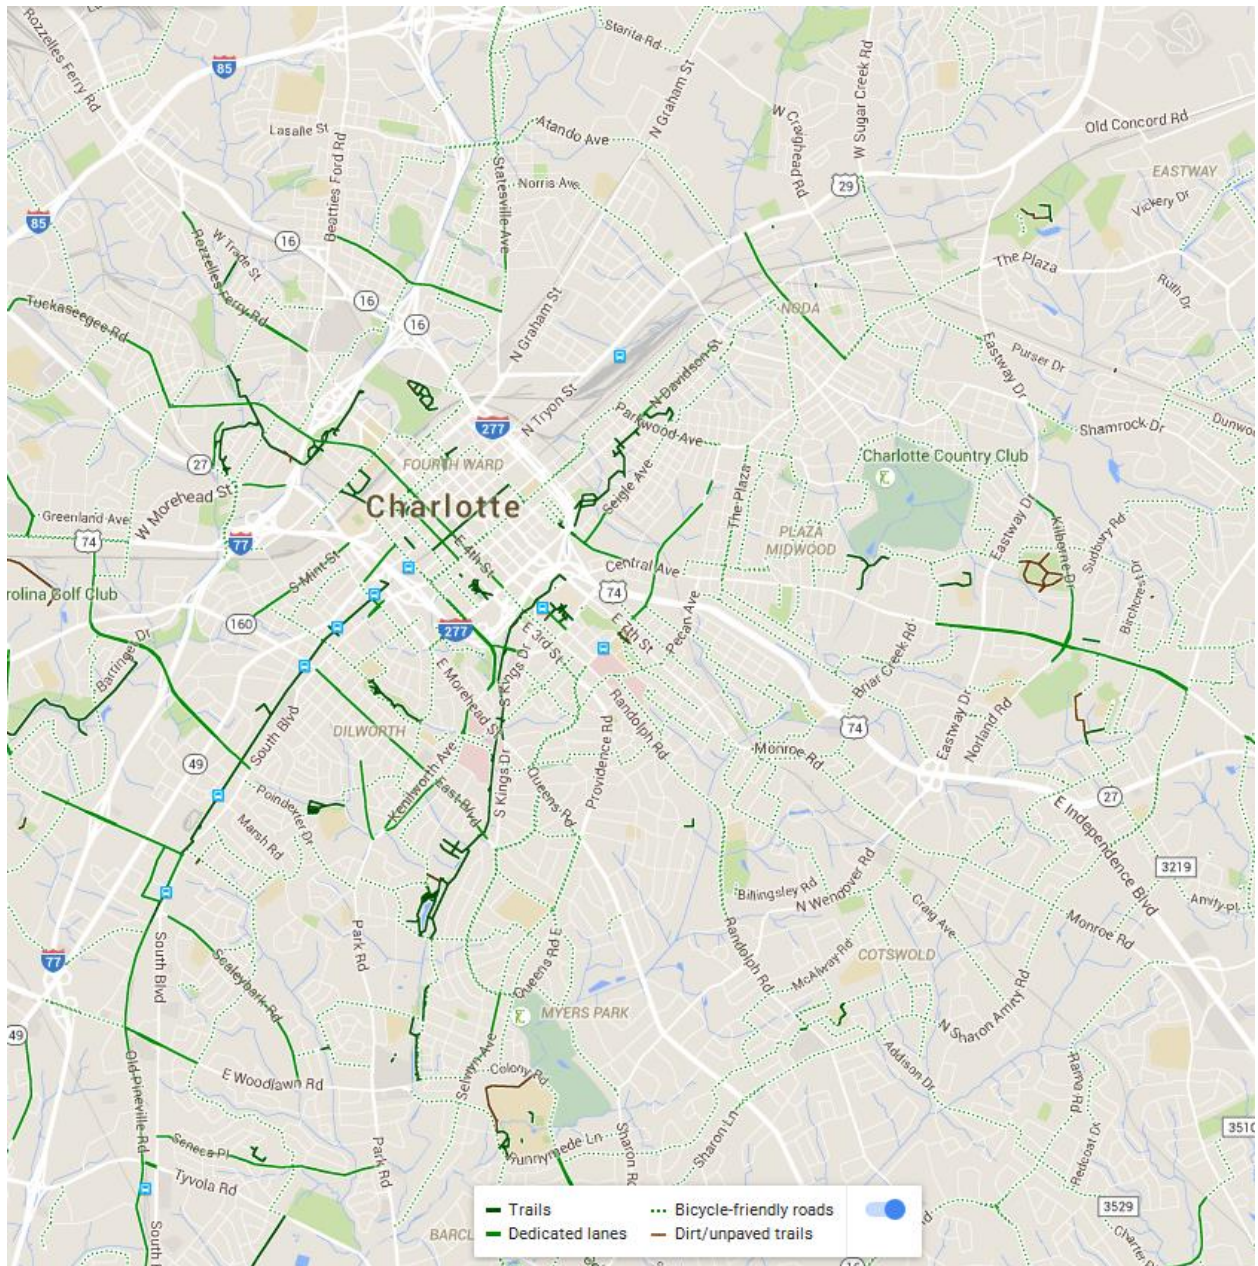 Rozzelles Ferry Rd
Starita Rd
85
N Graham St
W Sugar Creek Rd
W Craighead Rd
Lasalle St
Atando Ave
Old Concord Rd
Beatties Ford Rd
Statesville Ave
Norris Ave
29
EASTWAY
Vickery Dr
85
W Trade St
16
Rozzelles Ferry Rd
The Plaza
Ruth Dr
Tuckaseegee Rd
16
16
N Graham St
NODA
Eastway Dr
Purser Dr
N Davidson St
N Tryon St
277
Parkwood Ave
Shamrock Dr
27
FOURTH WARD
Charlotte Country Club
W Morehead St
Charlotte
Seigle Ave
The Plaza
Greenland Ave
74
77
PLAZA
MIDWOOD
Eastway Dr
Kilborne Dr
Sudbury Rd
S Mint St
E 4th St
Central Ave
Birchcrest Dr
rolina Golf Club
74
160
277
E 3rd St
E 6th St
Pecan Ave
Briar Creek Rd
S Kings Dr
E Morehead St
Randolph Rd
Eastway Dr
Norland Rd
South Blvd
DILWORTH
74
Monroe Rd
49
Kenilworth Ave
East Blvd
S Kings Dr
Queens Rd
Providence Rd
27
Poindexter Dr
Marsh Rd
E Independence Blvd
3219
Billingsley Rd
N Wendover Rd
Craig Ave
Amity Pl
Monroe Rd
Park Rd
77
South Blvd
Scaleybark Rd
Queens Rd E
Randolph Rd
McAlway Rd
COTSWOLD
49
MYERS PARK
N Sharon Amity Rd
Selwyn Ave
Colony Rd
Addison Dr
Rama Rd
E Woodlawn Rd
Old Pineville Rd
Seneca Pl
Park Rd
Runnymede Ln
Sharon Rd
Sharon Ln
Redcoat Dr
3510
Tyvola Rd
3529
South
Trails
Bicycle-friendly roads
Dedicated lanes
Dirt/unpaved trails
BARCL
16